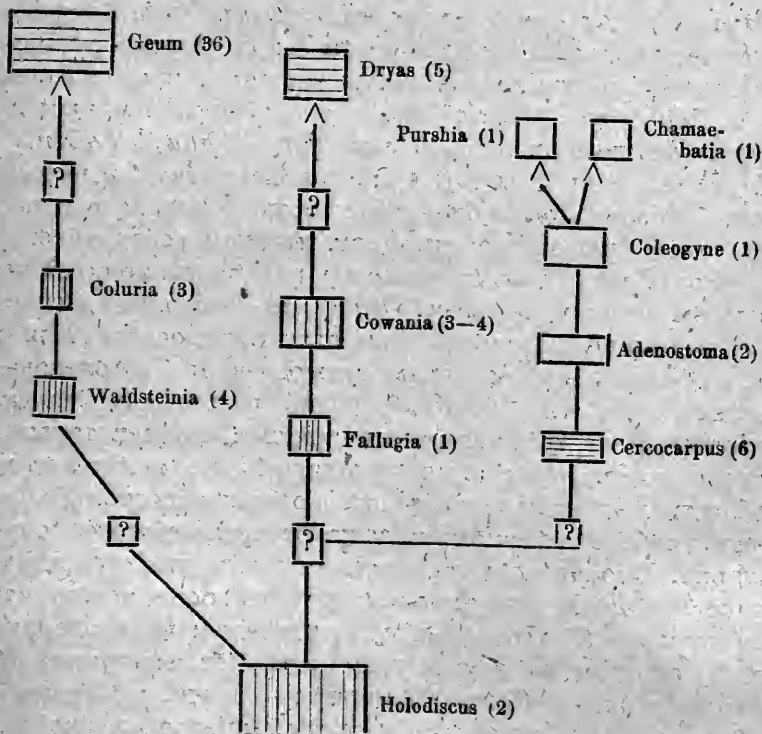 Geum (36)
Dryas (5)
Purshia (1)
Chamae-
batia (1)
?
?
Coleogyne (1)
Coluria (3)
Cowania (3—4)
Adenostoma (2)
Waldsteinia (4)
Fallugia (1)
Cercocarpus (6)
?
?
?
Holodiscus (2)